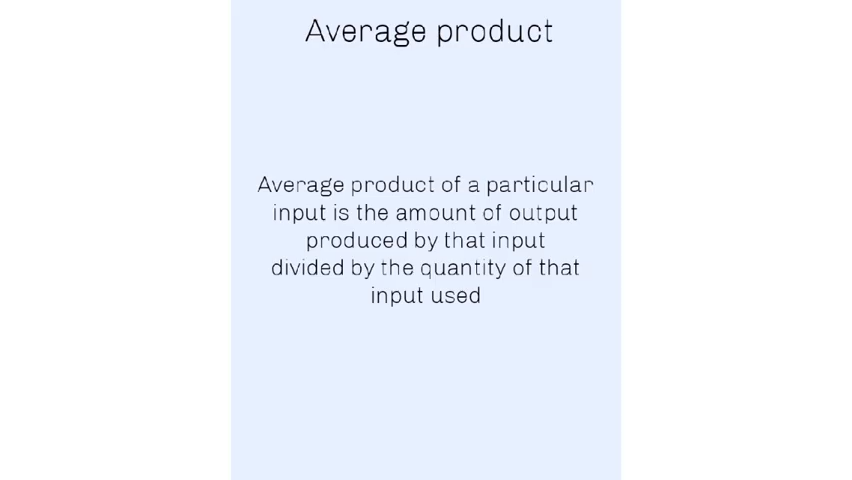 Average product
Average product of a particular
input is the amount of output
produced by that input
divided by the quantity of that
input used